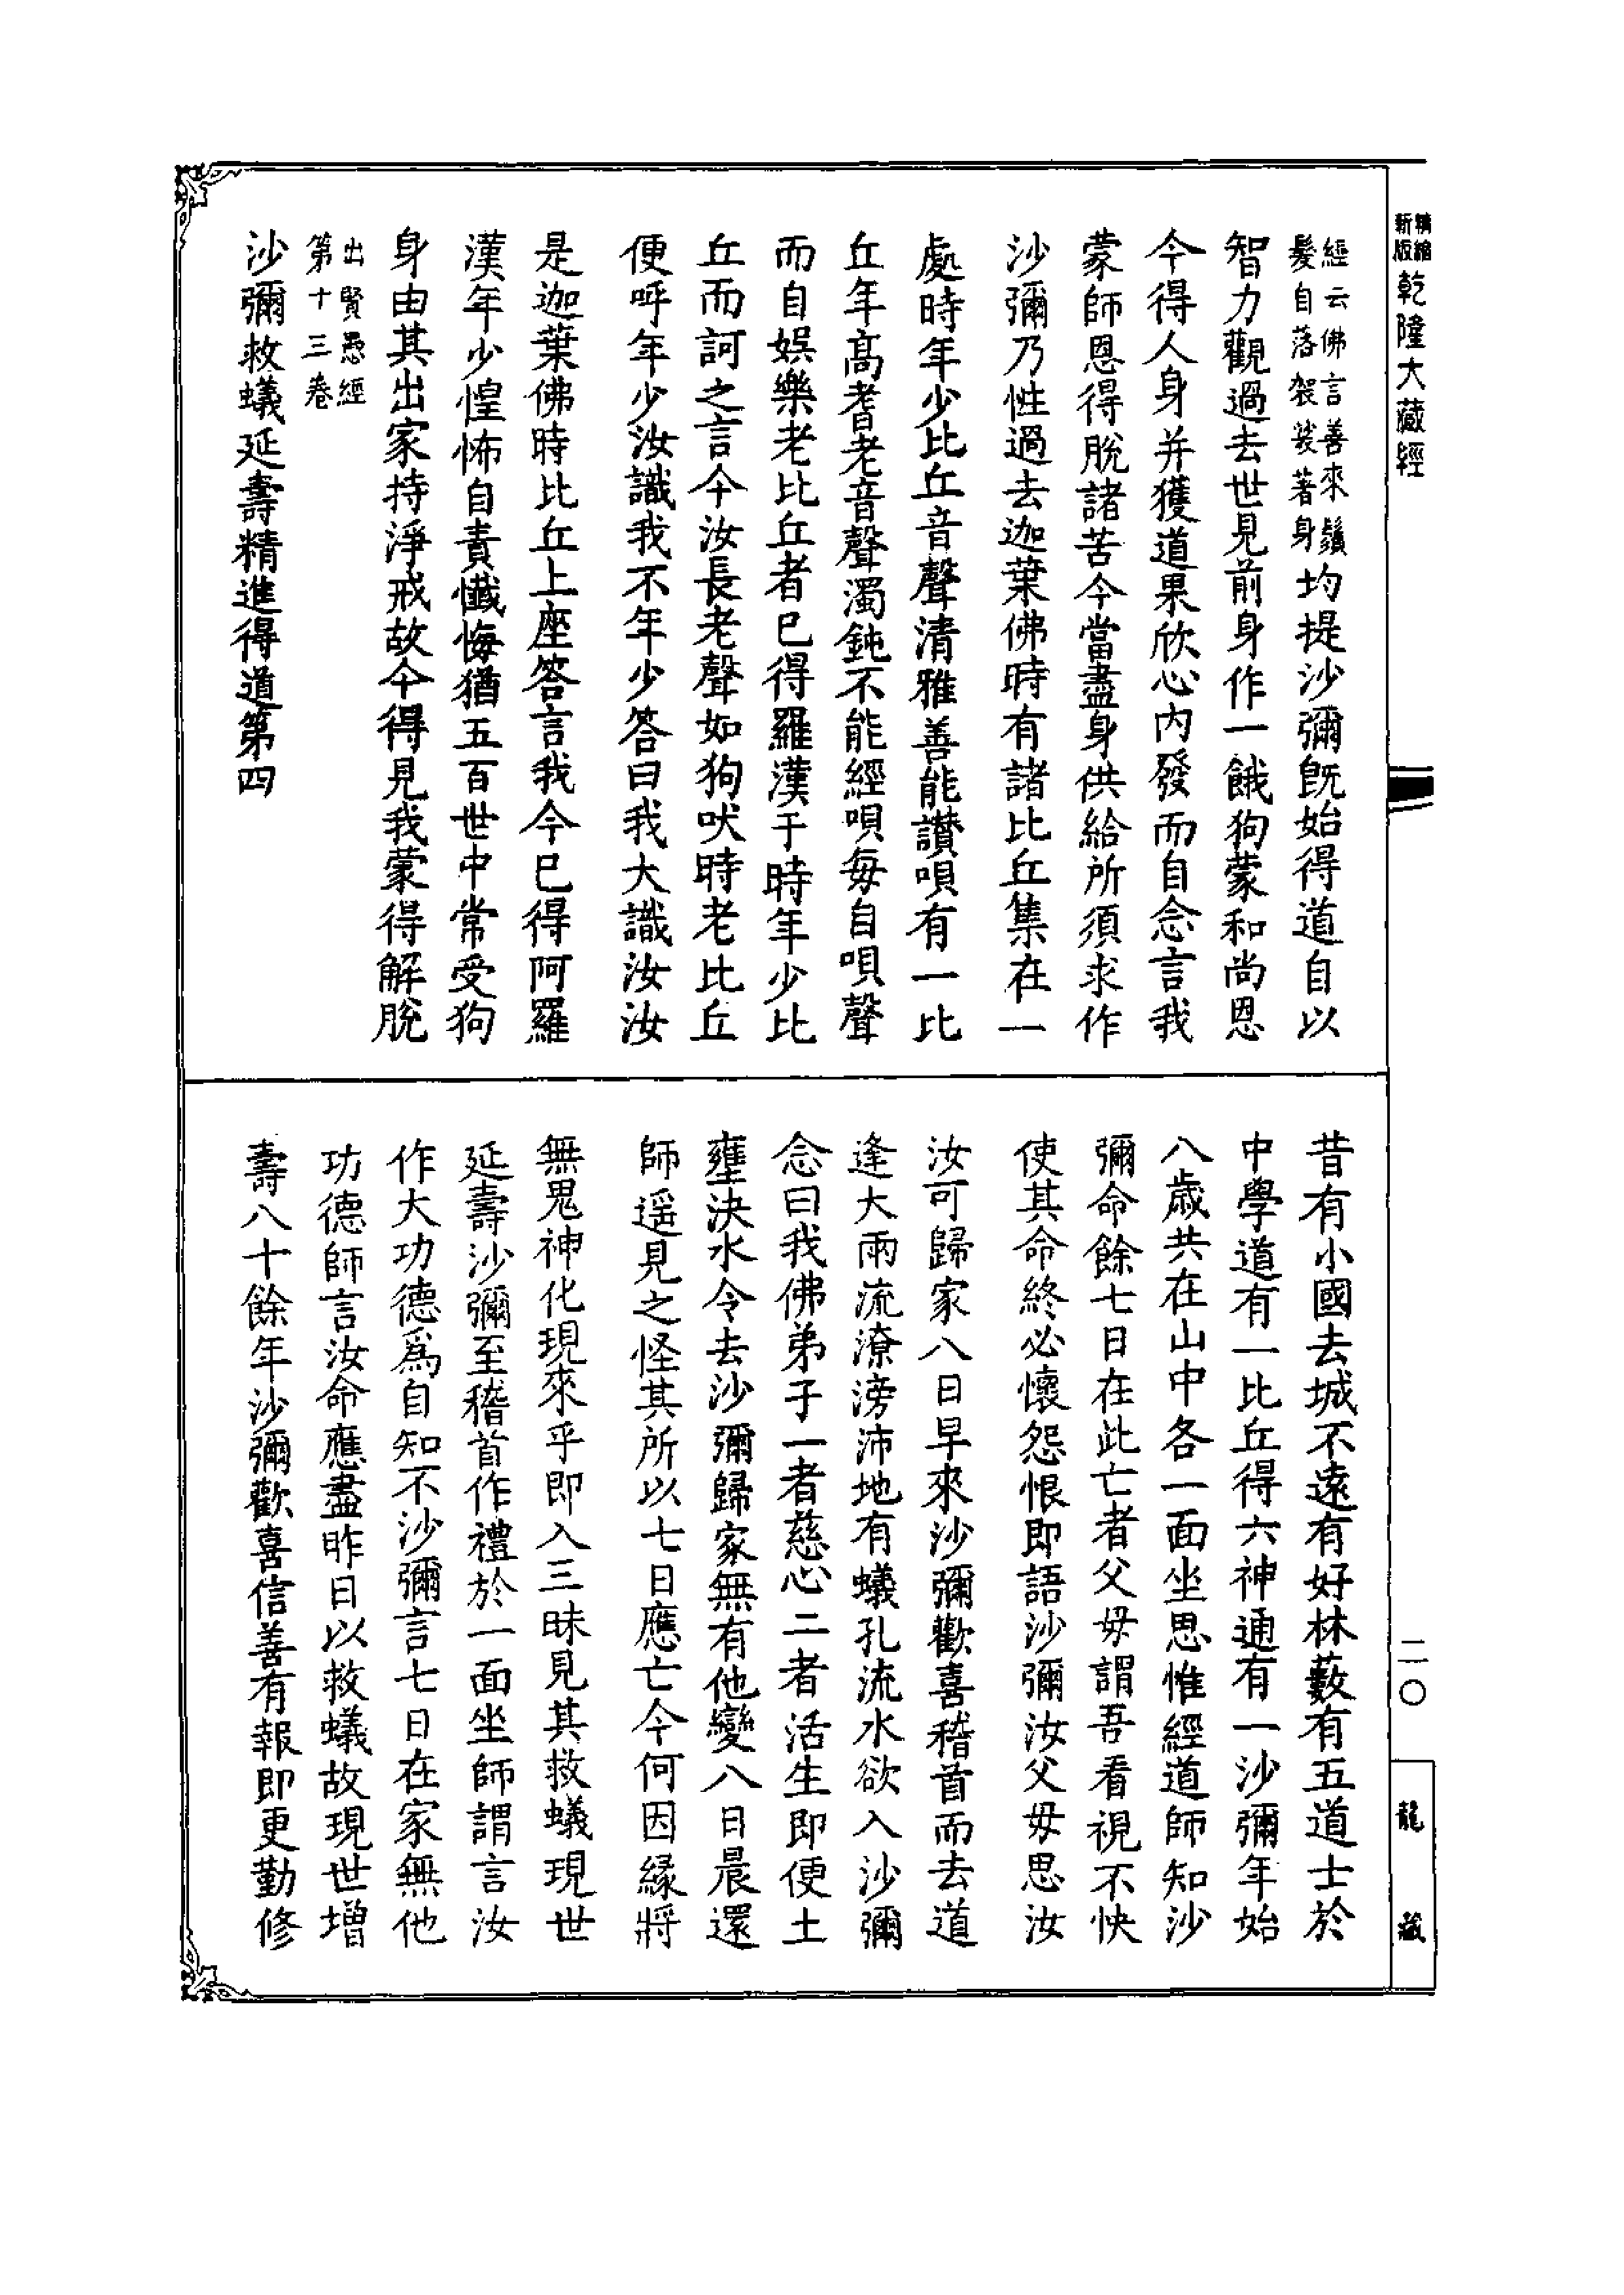 精縮
新版
乾隆大藏經
經云佛言善來鬚
髮自落袈裟著身
均提沙彌旣始得道自以
智力觀過去世見前身作一餓狗蒙和尚恩
今得人身并獲道果欣心內發而自念言我
蒙師恩得脫諸苦今當盡身供給所須求作
沙彌乃性過去迦葉佛時有諸比丘集在一
處時年少比丘音聲清雅善能讚唄有一比
丘年高耆老音聲濁鈍不能經唄每自唄聲
而自娛樂老比丘者已得羅漢于時年少比
丘而訶之言今汝長老聲如狗吠時老比丘
便呼年少汝識我不年少答曰我大識汝汝
是迦葉佛時比丘上座答言我今已得阿羅
漢年少惶怖自責懺悔猶五百世中常受狗
身由其出家持淨戒故今得見我蒙得解脫
出賢愚經
第十三卷
沙彌救蟻延壽精進得道第四
昔有小國去城不遠有好林藪有五道士於
中學道有一比丘得六神通有一沙彌年始
八歲共在山中各一面坐思惟經道師知沙
彌命餘七日在此亡者父毋謂吾看視不快
使其命終必懷怨恨即語沙彌汝父毋思汝
汝可歸家八日早來沙彌歡喜稽首而去道
逢大雨流潦滂沛地有蟻孔流水欲入沙彌
念曰我佛弟子一者慈心二者活生即便土
壅決水令去沙彌歸家無有他變八日晨還
師遥見之怪其所以七日應亡今何因緣將
無鬼神化現來乎即入三昧見其救蟻現世
延壽沙彌至稽首作禮於一面坐師謂言汝
作大功德爲自知不沙彌言七日在家無他
功德師言汝命應盡昨日以救蟻故現世增
壽八十餘年沙彌歡喜信善有報即更勤修
二〇
龍藏